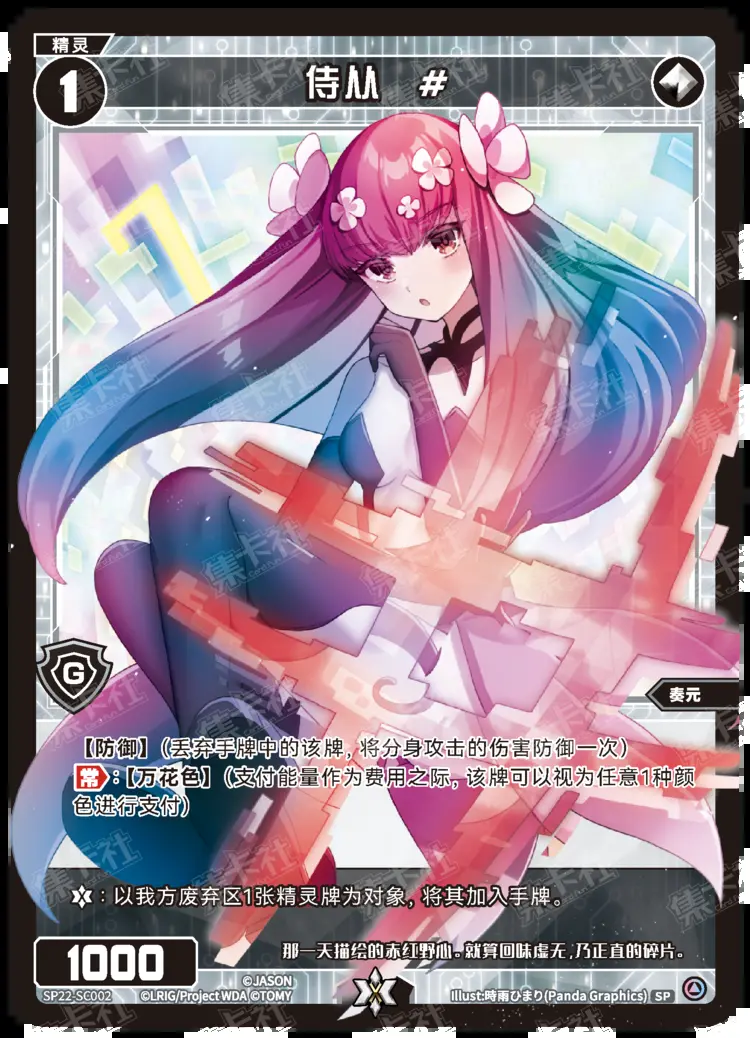 精灵
1
侍从 #
G
奏元
【防御】（丢弃手牌中的该牌，将分身攻击的伤害防御一次）
常：【万花色】（支付能量作为费用之际，该牌可以视为任意1种颜
色进行支付）
：以我方废弃区1张精灵牌为对象，将其加入手牌。
那一天描绘的赤红野心。就算回味虚无，乃正直的碎片。
1000
©JASON
SP22-SC002 ©LRIG/Project WDA ©TOMY Illust:時雨ひまり(Panda Graphics) SP
集卡社